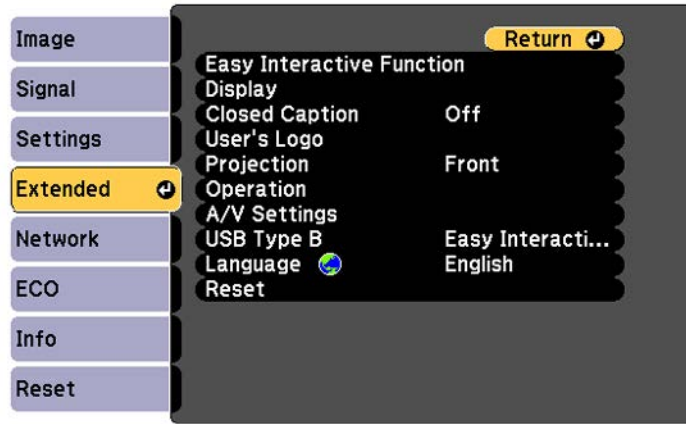 Image
Signal
Settings
Extended
Network
ECO
Info
Reset
Return
Easy Interactive Function
Display
Closed Caption Off
User's Logo
Projection Front
Operation
A/V Settings
USB Type B Easy Interacti...
Language English
Reset